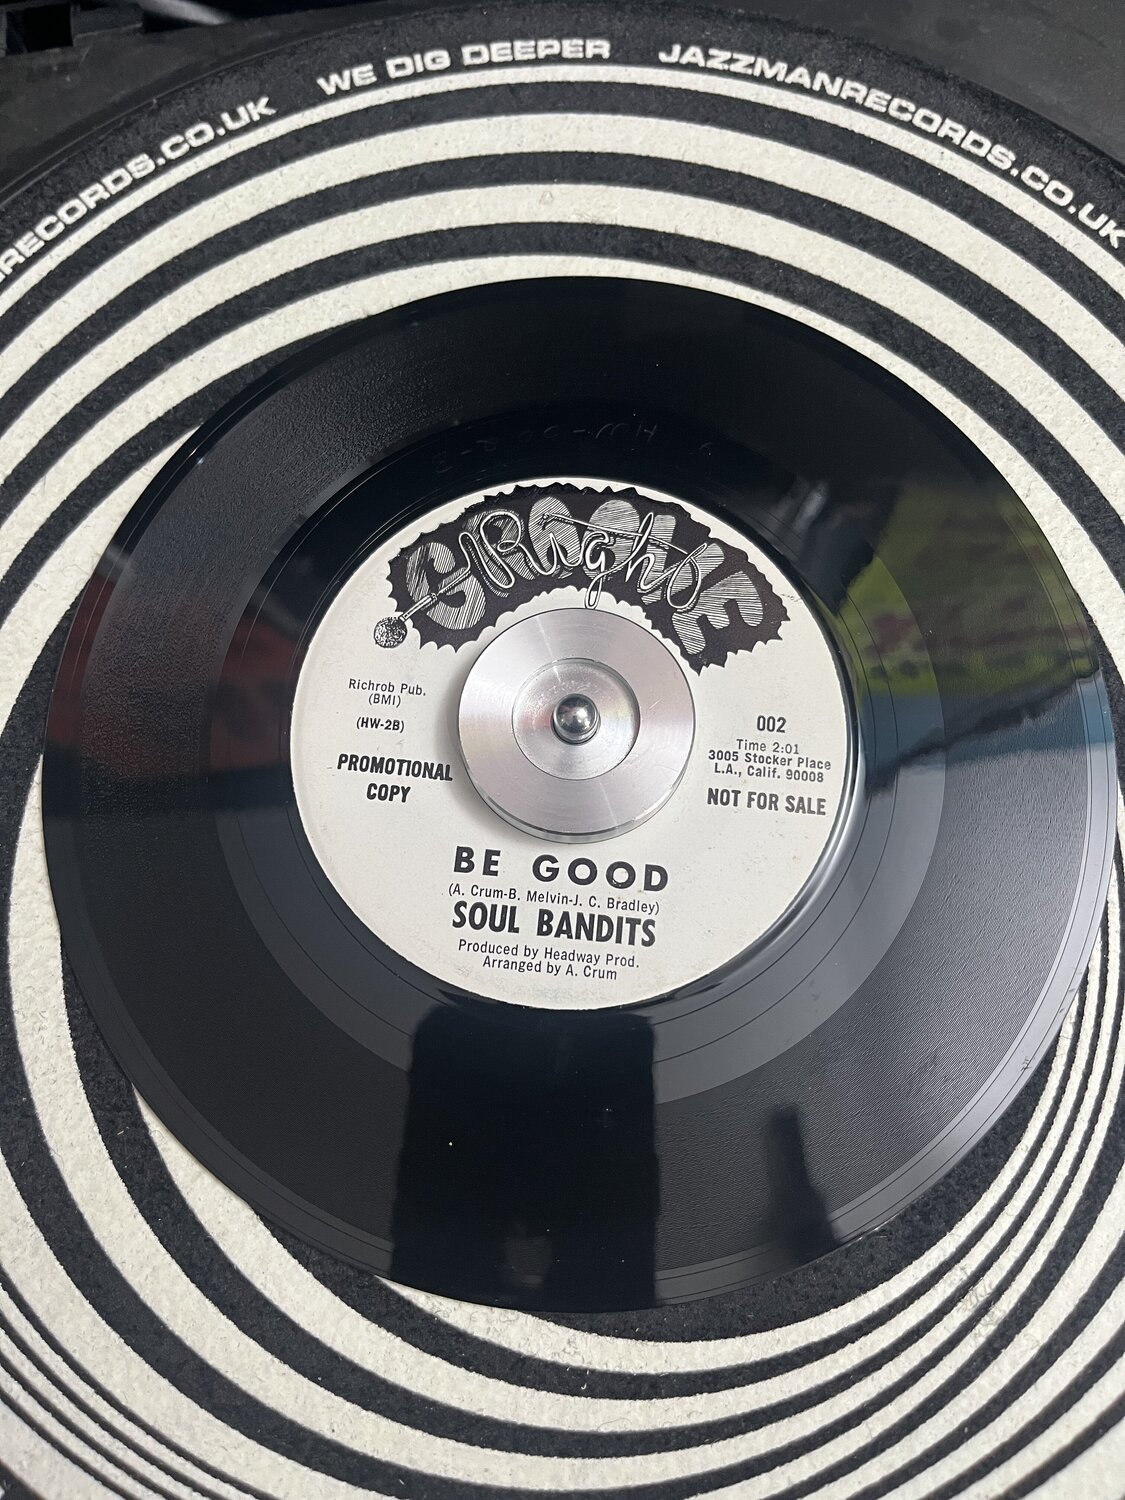 RECORDS.CO.UK WE DIG DEEPER JAZZMANRECORDS.CO.UK
Richrob Pub.
(BMI)
(HW-2B)
PROMOTIONAL
COPY
002
Time 2:01
3005 Stocker Place
L.A., Calif. 90008
NOT FOR SALE
BE GOOD
(A. Crum-B. Melvin-J. C. Bradley)
SOUL BANDITS
Produced by Headway Prod.
Arranged by A. Crum